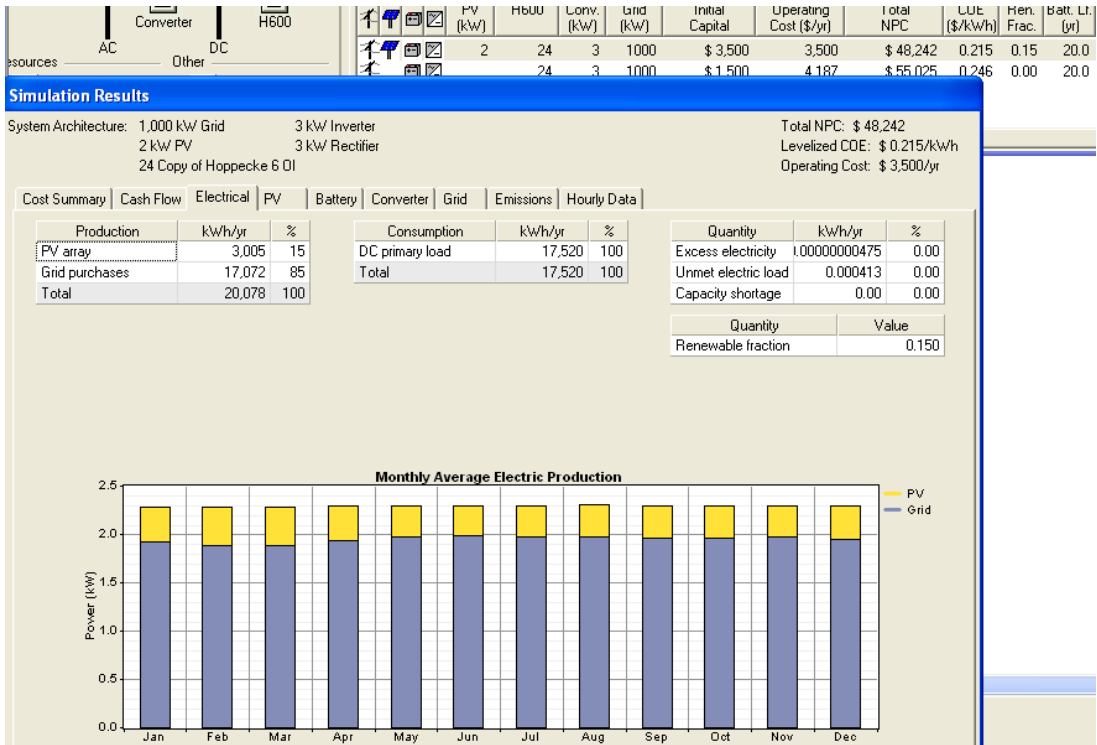 Converter H600
AC DC
esources Other
PV (kW) H600 Conv. (kW) Grid (kW) Initial Capital Operating Cost ($/yr) Total NPC COE ($/kWh) Ren. Frac. Batt. Lf. (yr)
2 24 3 1000 $ 3,500 3,500 $ 48,242 0.215 0.15 20.0
24 3 1000 $ 1,500 4,187 $ 55,025 0.246 0.00 20.0
Simulation Results
System Architecture: 1,000 kW Grid 3 kW Inverter Total NPC: $ 48,242
2 kW PV 3 kW Rectifier Levelized COE: $ 0.215/kWh
24 Copy of Hoppecke 6 Ol Operating Cost: $ 3,500/yr
Cost Summary Cash Flow Electrical PV Battery Converter Grid Emissions Hourly Data
Production kWh/yr % Consumption kWh/yr % Quantity kWh/yr %
PV array 3,005 15 DC primary load 17,520 100 Excess electricity .00000000475 0.00
Grid purchases 17,072 85 Total 17,520 100 Unmet electric load 0.000413 0.00
Total 20,078 100 Capacity shortage 0.00 0.00
Quantity Value
Renewable fraction 0.150
Monthly Average Electric Production
2.5
2.0
1.5
1.0
0.5
0.0
Power (kW)
PV
Grid
Jan Feb Mar Apr May Jun Jul Aug Sep Oct Nov Dec